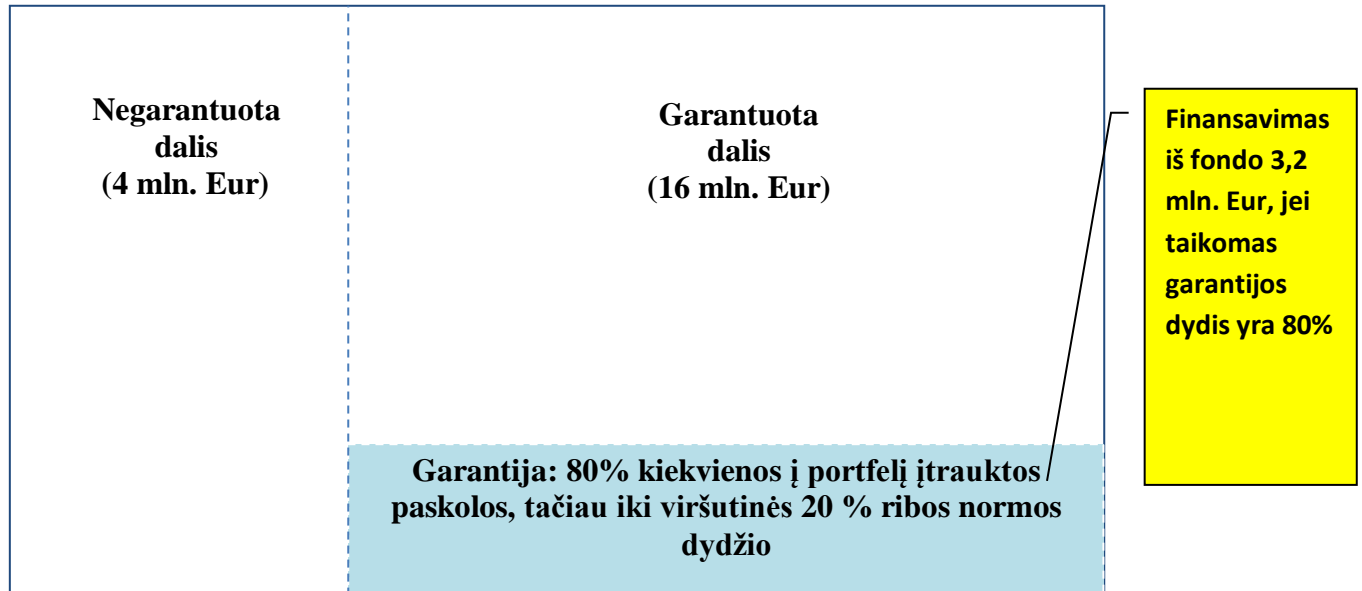 Negarantuota
dalis
(4 mln. Eur)
Garantuota
dalis
(16 mln. Eur)
Garantija: 80% kiekvienos į portfelį įtrauktos
paskolos, tačiau iki viršutinės 20 % ribos normos
dydžio
Finansavimas
iš fondo 3,2
mln. Eur, jei
taikomas
garantijos
dydis yra 80%